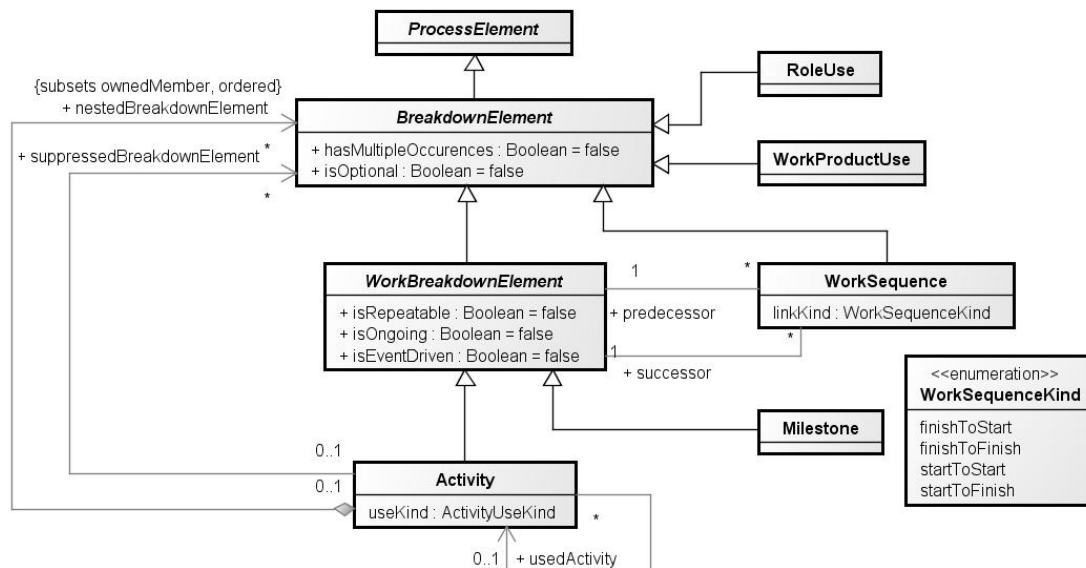 ProcessElement
{subsets ownedMember, ordered}
+ nestedBreakdownElement
*
+ suppressedBreakdownElement
*
BreakdownElement
+ hasMultipleOccurences : Boolean = false
+ isOptional : Boolean = false
RoleUse
WorkProductUse
WorkBreakdownElement
+ isRepeatable : Boolean = false
+ isOngoing : Boolean = false
+ isEventDriven : Boolean = false
1
*
+ predecessor
1
*
+ successor
WorkSequence
linkKind : WorkSequenceKind
<<enumeration>>
WorkSequenceKind
finishToStart
finishToFinish
startToStart
startToFinish
Milestone
0..1
0..1
Activity
useKind : ActivityUseKind
*
0..1
+ usedActivity